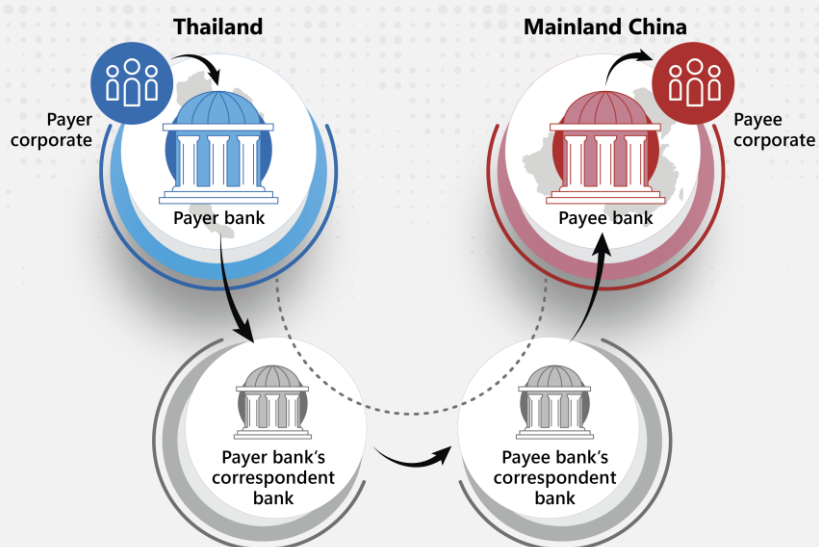 Thailand
Mainland China
Payer
corporate
Payee
corporate
Payer bank
Payee bank
Payer bank's
correspondent
bank
Payee bank's
correspondent
bank